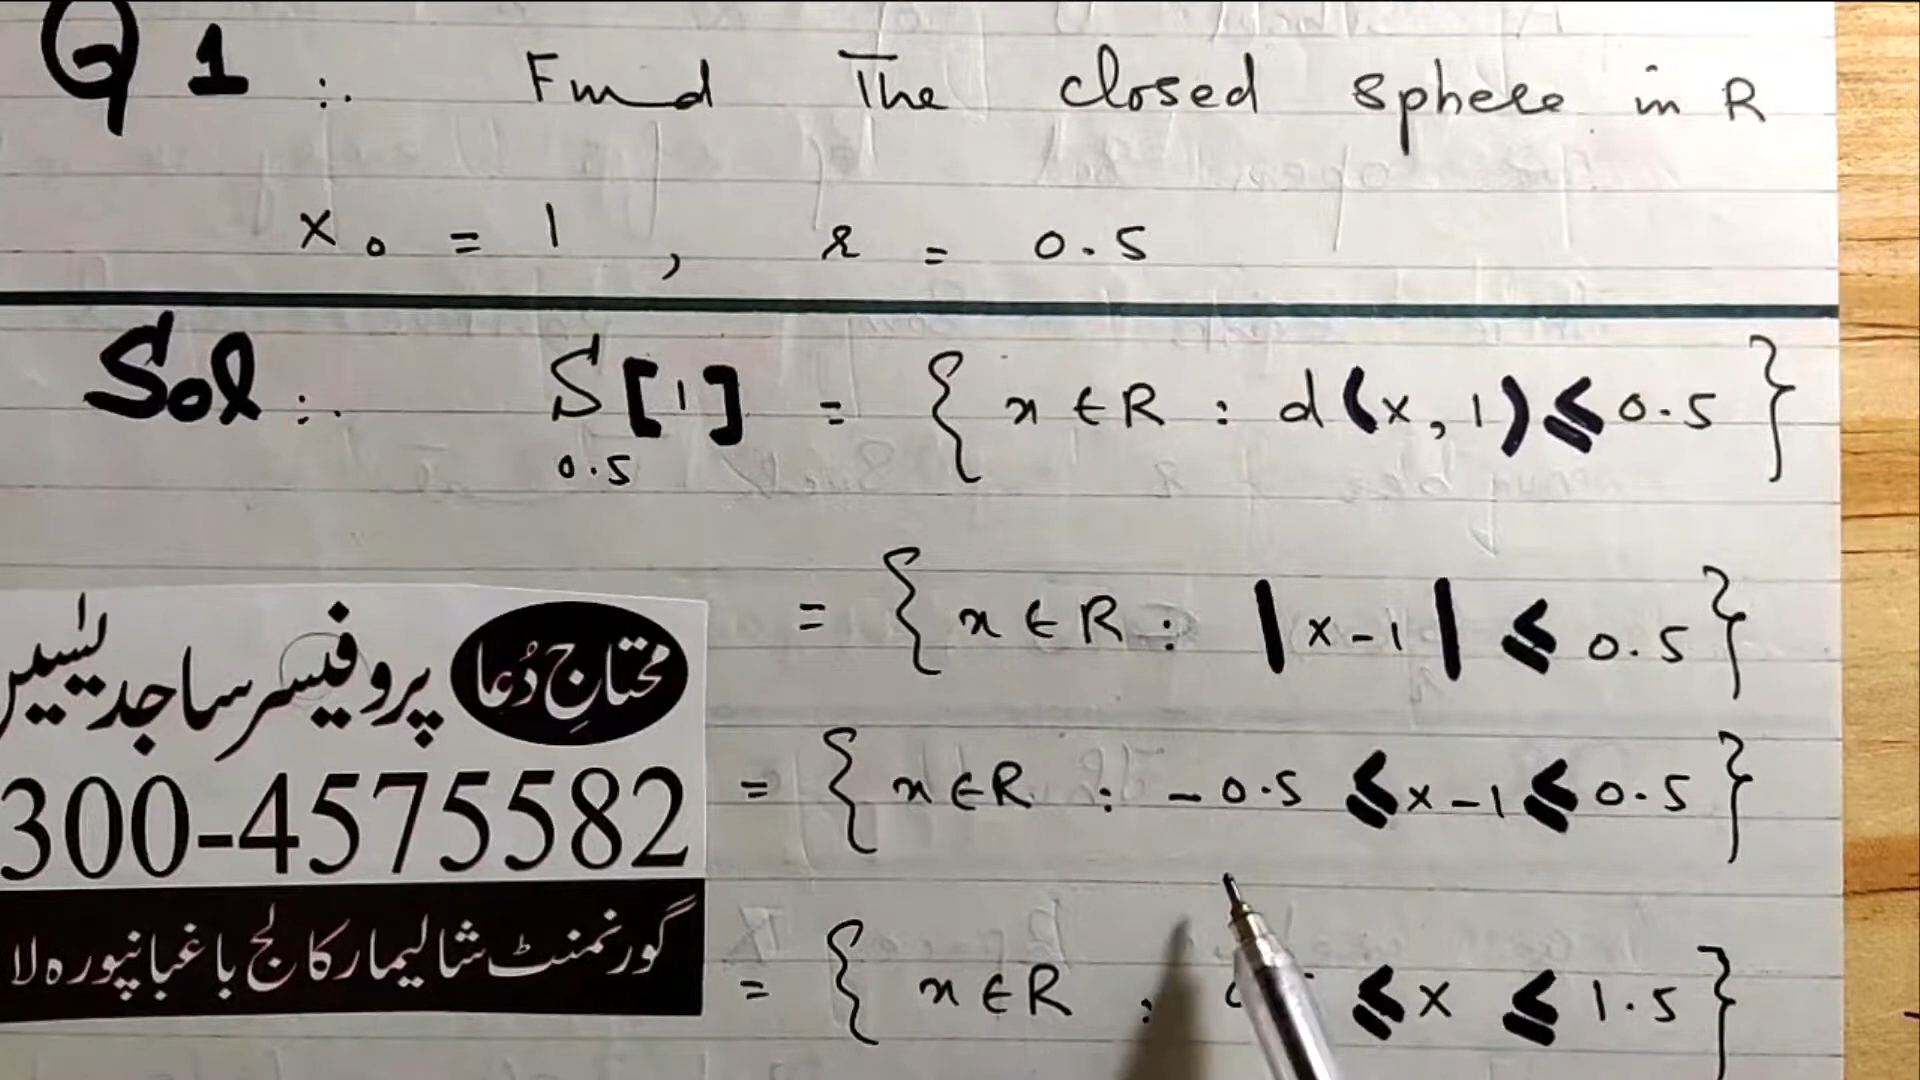 Q 1 :. Find The closed sphere in R
x₀ = 1 , r = 0.5
Sol :. S₀.₅[1] = { x ∈ R : d(x, 1) ≤ 0.5 }
= { x ∈ R : |x - 1| ≤ 0.5 }
= { x ∈ R : - 0.5 ≤ x - 1 ≤ 0.5 }
= { x ∈ R : ≤ x ≤ 1.5 }
محتاجِ دُعا پروفیسر ساجد یٰسین
300-4575582
گورنمنٹ شالیمار کالج باغبانپورہ لا